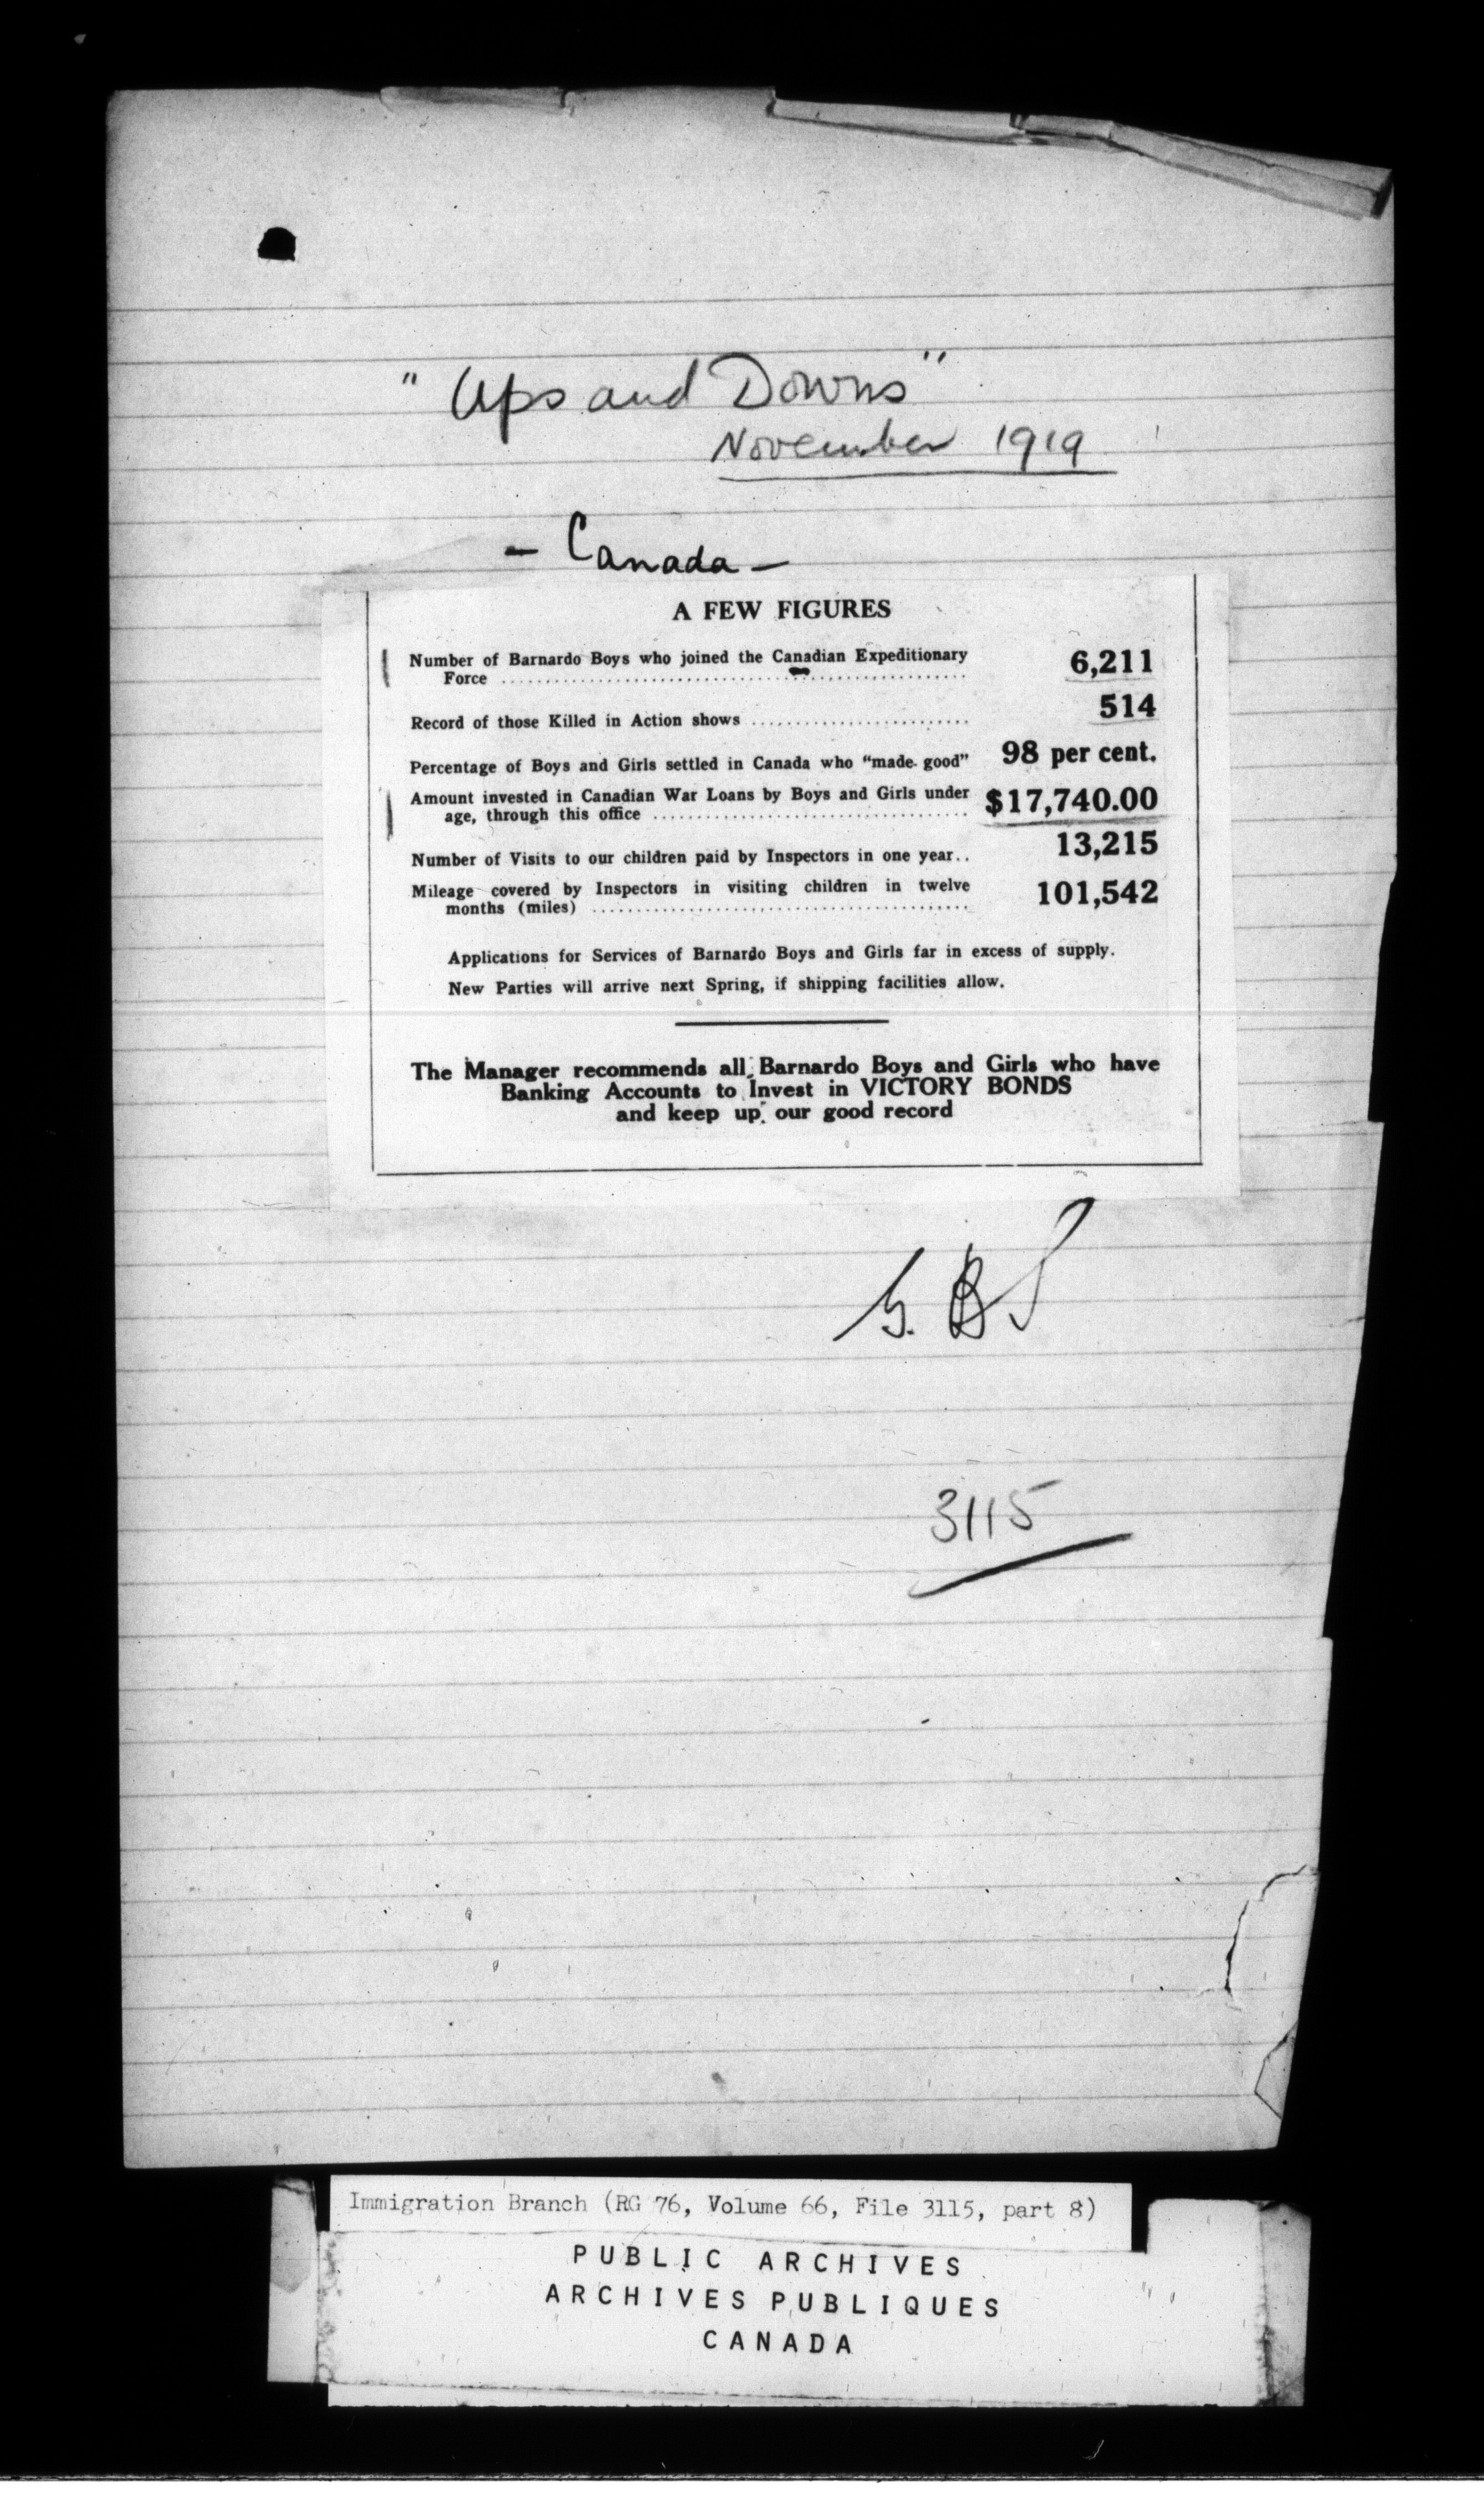 "Ups and Downs"
November 1919
- Canada -
A FEW FIGURES
Number of Barnardo Boys who joined the Canadian Expeditionary
Force .......... 6,211
Record of those Killed in Action shows .......... 514
Percentage of Boys and Girls settled in Canada who "made good" 98 per cent.
Amount invested in Canadian War Loans by Boys and Girls under
age, through this office .......... $17,740.00
Number of Visits to our children paid by Inspectors in one year.. 13,215
Mileage covered by Inspectors in visiting children in twelve
months (miles) .......... 101,542
Applications for Services of Barnardo Boys and Girls far in excess of supply.
New Parties will arrive next Spring, if shipping facilities allow.
The Manager recommends all Barnardo Boys and Girls who have
Banking Accounts to Invest in VICTORY BONDS
and keep up our good record
3115
Immigration Branch (RG 76, Volume 66, File 3115, part 8)
PUBLIC ARCHIVES
ARCHIVES PUBLIQUES
CANADA